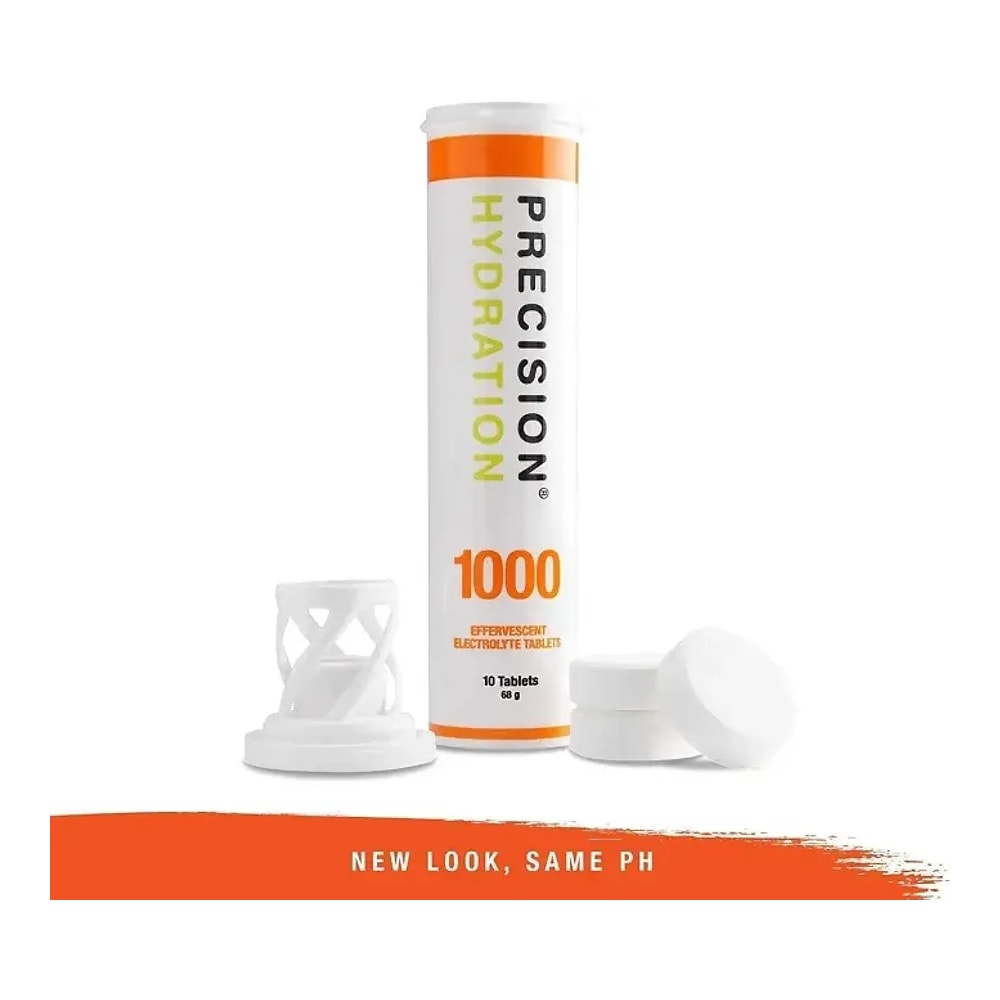 PRECISION
HYDRATION
®
1000
EFFERVESCENT
ELECTROLYTE TABLETS
10 Tablets
68 g
NEW LOOK, SAME PH